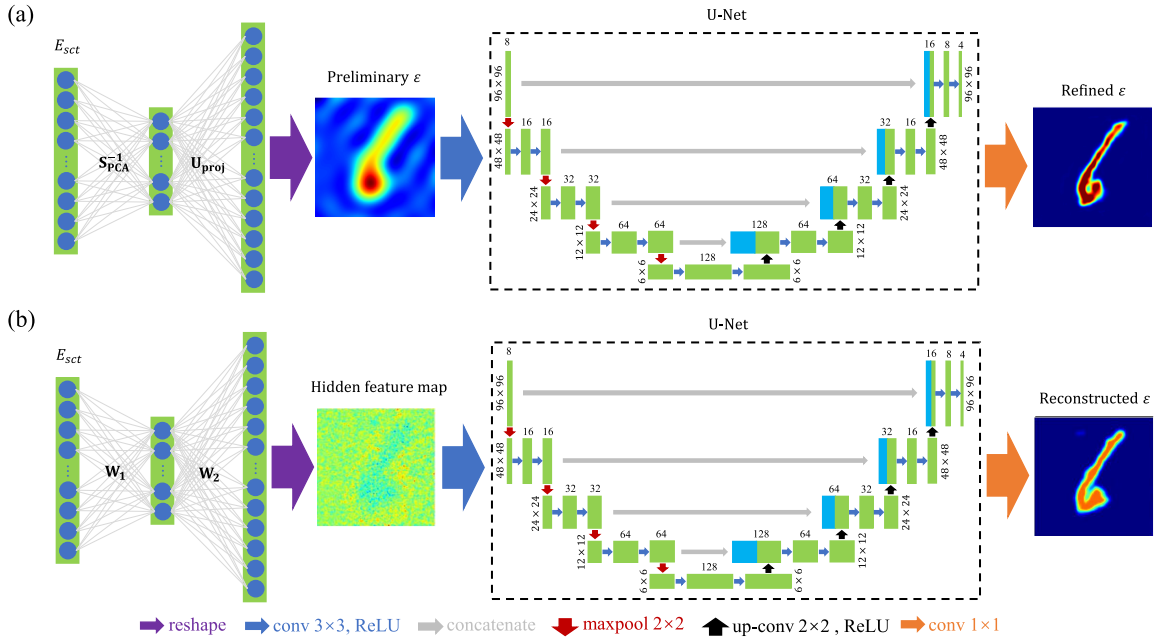 (a)
U-Net
E_sct
S_PCA^-1
U_proj
Preliminary ε
8
96 × 96
16 8 4
96 × 96
16 16
48 × 48
32 16
48 × 48
32 32
24 × 24
64 32
24 × 24
64 64
12 × 12
128 64
12 × 12
128
6 × 6
6 × 6
Refined ε
(b)
U-Net
E_sct
W_1
W_2
Hidden feature map
8
96 × 96
16 8 4
96 × 96
16 16
48 × 48
32 16
48 × 48
32 32
24 × 24
64 32
24 × 24
64 64
12 × 12
128 64
12 × 12
128
6 × 6
6 × 6
Reconstructed ε
reshape conv 3×3, ReLU concatenate maxpool 2×2 up-conv 2×2 , ReLU conv 1×1